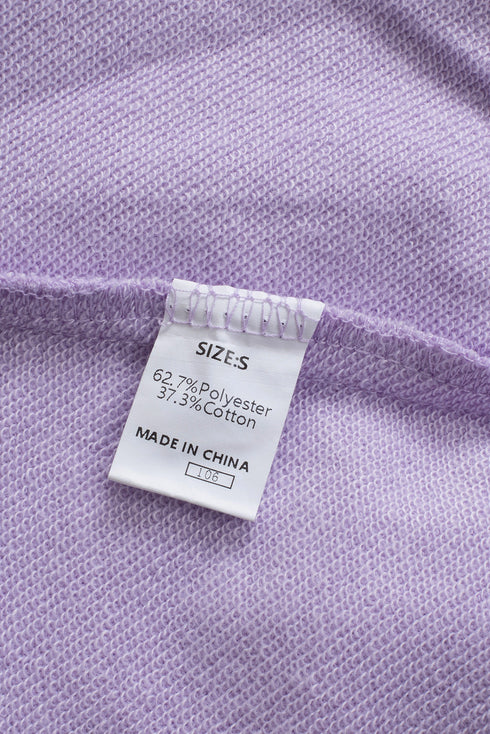 SIZE:S
62.7%Polyester
37.3%Cotton
MADE IN CHINA
106